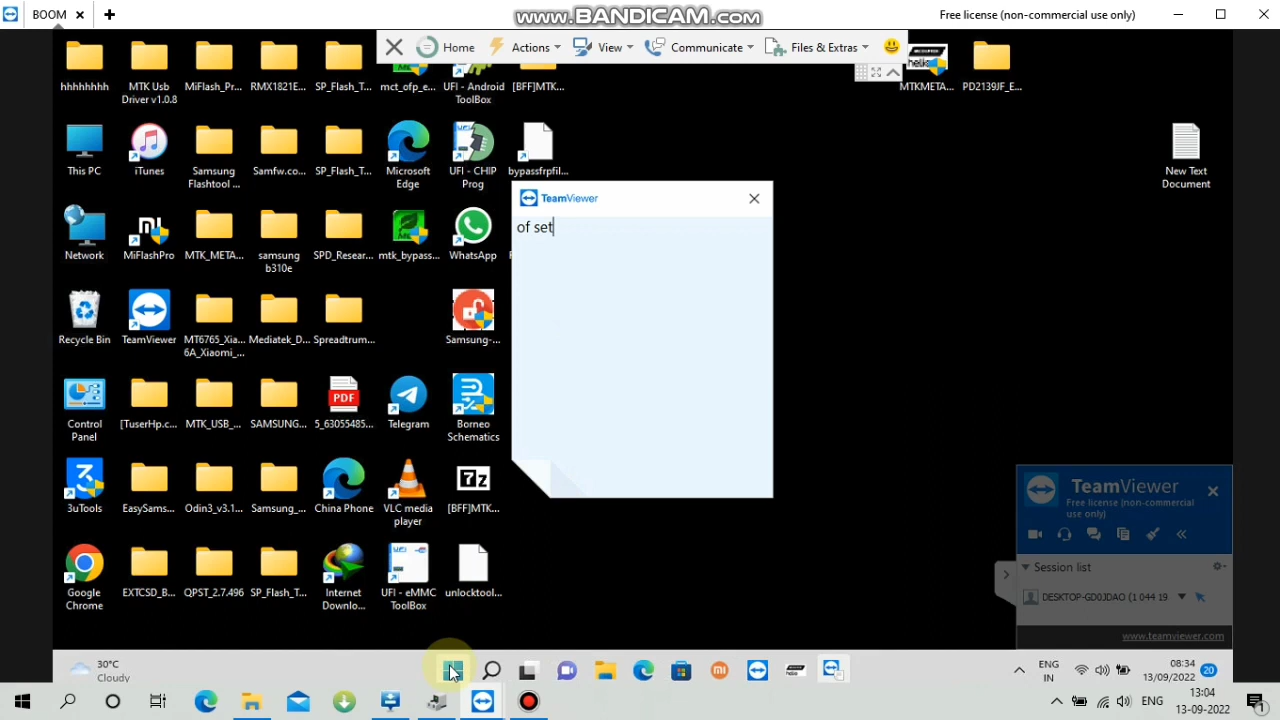 BOOM
www.BANDICAM.com
Free license (non-commercial use only)
Home
Actions
View
Communicate
Files & Extras
hhhhhhhh
MTK Usb
Driver v1.0.8
MiFlash_Pr...
RMX1821E...
SP_Flash_T...
mct_ofp_e...
UFI - Android
ToolBox
[BFF]MTK...
MTKMETA...
PD2139JF_E...
This PC
iTunes
Samsung
Flashtool ...
Samfw.co...
SP_Flash_T...
Microsoft
Edge
UFI - CHIP
Prog
bypassfrpfil...
New Text
Document
TeamViewer
of set
Network
MiFlashPro
MTK_META...
samsung
b310e
SPD_Resear...
mtk_bypass...
WhatsApp
Recycle Bin
TeamViewer
MT6765_Xia...
6A_Xiaomi_...
Mediatek_D...
Spreadtrum...
Samsung-...
Control
Panel
[TuserHp.c...
MTK_USB_...
SAMSUNG...
PDF
5_63055485...
Telegram
Borneo
Schematics
3uTools
EasySams...
Odin3_v3.1...
Samsung_...
China Phone
VLC media
player
7z
[BFF]MTK...
TeamViewer
Free license (non-commercial
use only)
Session list
DESKTOP-GD0JDAO (1 044 19
www.teamviewer.com
Google
Chrome
EXTCSD_B...
QPST_2.7.496
SP_Flash_T...
Internet
Downlo...
UFI - eMMC
ToolBox
unlocktool...
30°C
Cloudy
ENG
IN
08:34
13/09/2022
20
ENG
13:04
13-09-2022
1